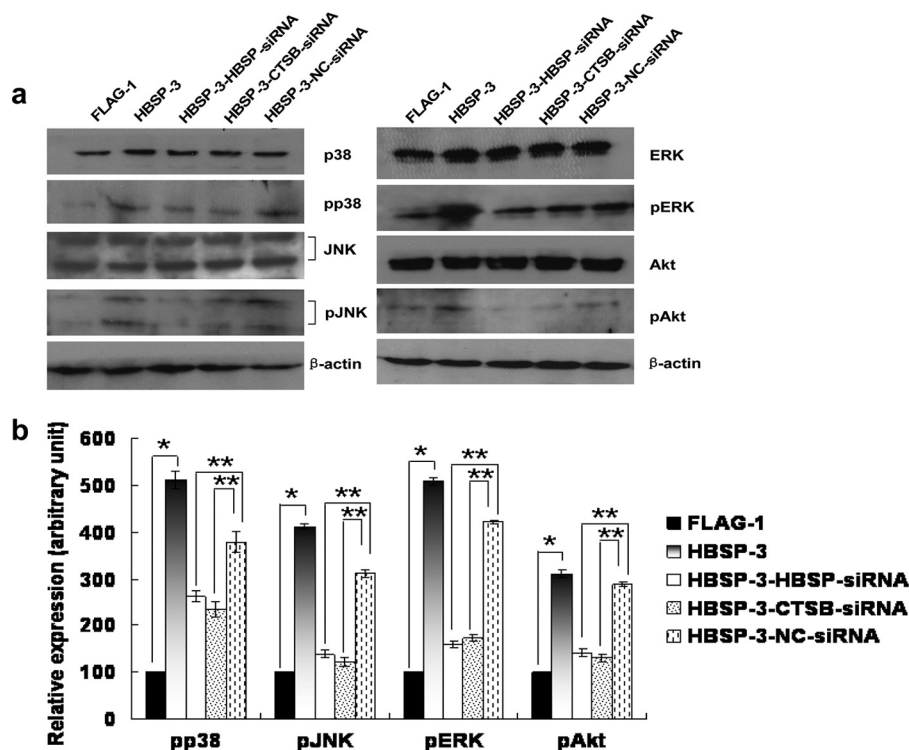 a
FLAG-1
HBSP-3
HBSP-3-HBSP-siRNA
HBSP-3-CTSB-siRNA
HBSP-3-NC-siRNA
p38
pp38
JNK
pJNK
β-actin
FLAG-1
HBSP-3
HBSP-3-HBSP-siRNA
HBSP-3-CTSB-siRNA
HBSP-3-NC-siRNA
ERK
pERK
Akt
pAkt
β-actin
b
Relative expression (arbitrary unit)
600
500
400
300
200
100
0
* ** **
* ** **
* ** **
* ** **
pp38 pJNK pERK pAkt
FLAG-1
HBSP-3
HBSP-3-HBSP-siRNA
HBSP-3-CTSB-siRNA
HBSP-3-NC-siRNA